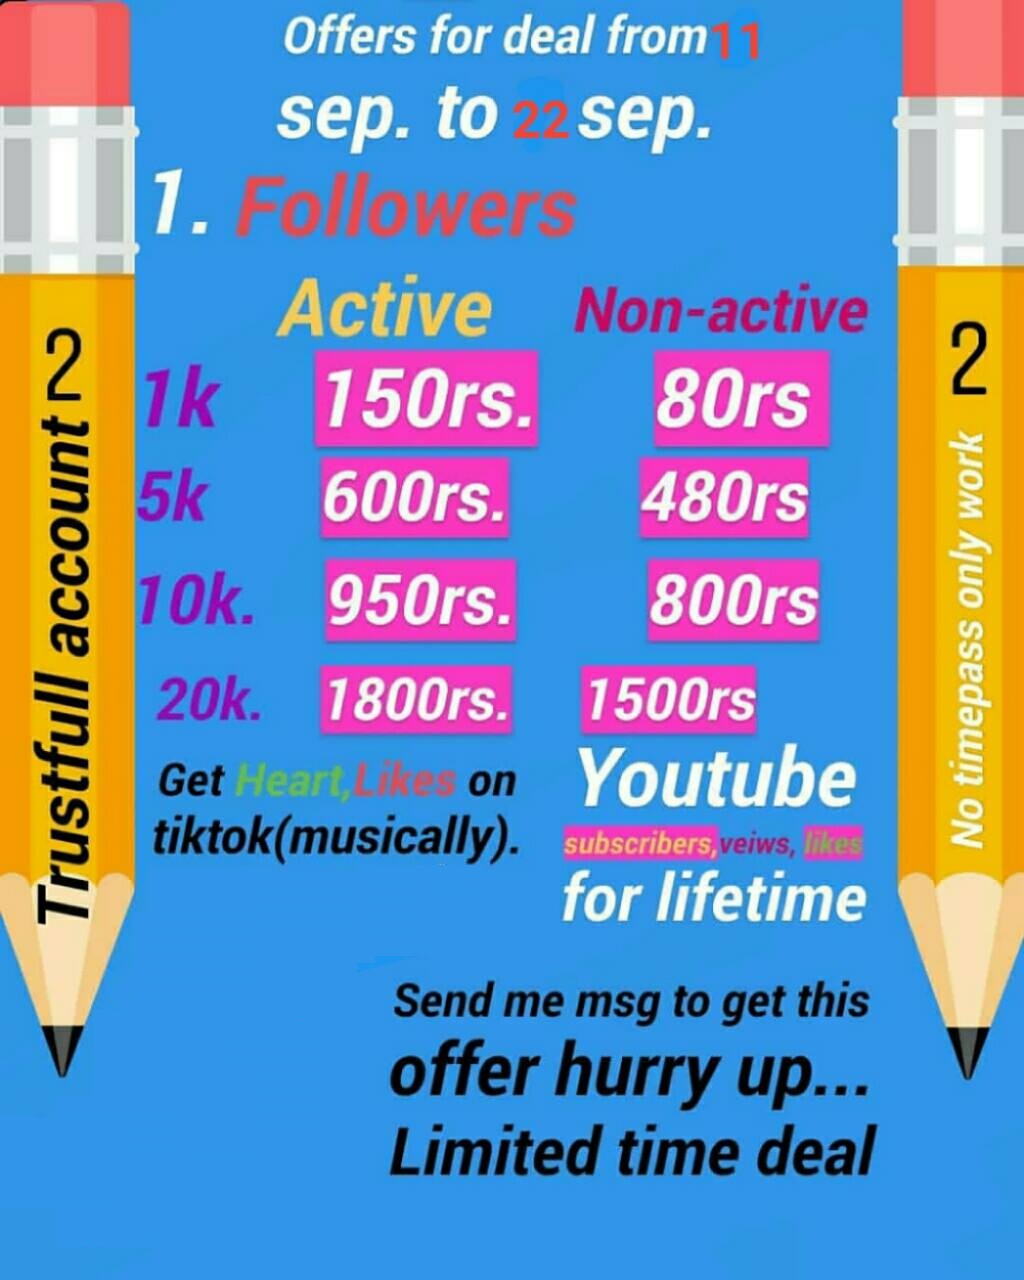 Offers for deal from 11
sep. to 22 sep.
1. Followers
Active Non-active
1k 150rs. 80rs
5k 600rs. 480rs
10k. 950rs. 800rs
20k. 1800rs. 1500rs
Get Heart,Likes on
tiktok(musically).
Youtube
subscribers,veiws, likes
for lifetime
Send me msg to get this
offer hurry up...
Limited time deal
Trustfull account 2
2 No timepass only work